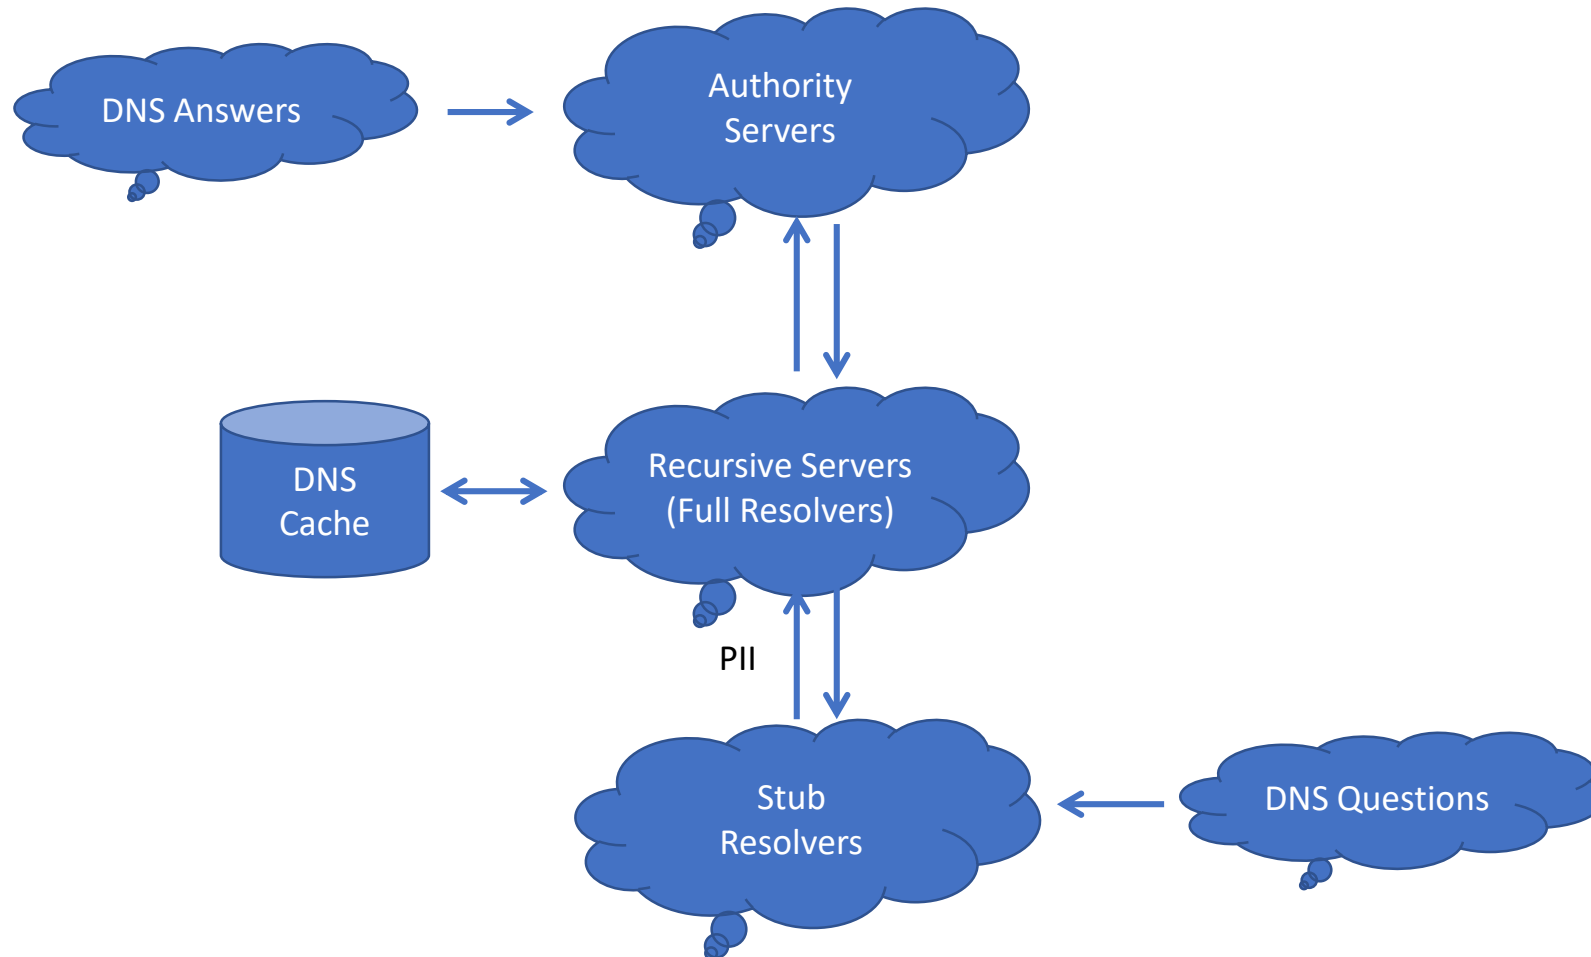 DNS Answers
Authority
Servers
DNS
Cache
Recursive Servers
(Full Resolvers)
PII
Stub
Resolvers
DNS Questions